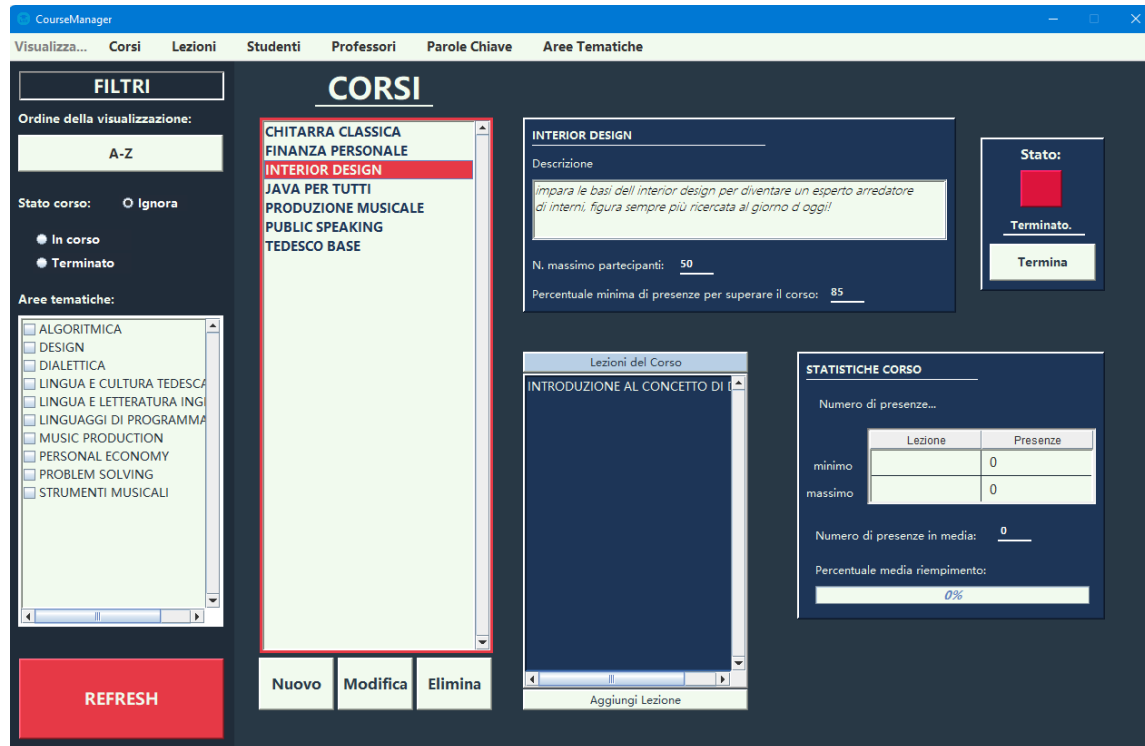 CourseManager
Visualizza... Corsi Lezioni Studenti Professori Parole Chiave Aree Tematiche
FILTRI
Ordine della visualizzazione:
A-Z
Stato corso: Ignora
In corso
Terminato
Aree tematiche:
ALGORITMICA
DESIGN
DIALETTICA
LINGUA E CULTURA TEDESCA
LINGUA E LETTERATURA INGL
LINGUAGGI DI PROGRAMMA
MUSIC PRODUCTION
PERSONAL ECONOMY
PROBLEM SOLVING
STRUMENTI MUSICALI
REFRESH
CORSI
CHITARRA CLASSICA
FINANZA PERSONALE
INTERIOR DESIGN
JAVA PER TUTTI
PRODUZIONE MUSICALE
PUBLIC SPEAKING
TEDESCO BASE
Nuovo Modifica Elimina
INTERIOR DESIGN
Descrizione
impara le basi dell interior design per diventare un esperto arredatore
di interni, figura sempre più ricercata al giorno d oggi!
N. massimo partecipanti: 50
Percentuale minima di presenze per superare il corso: 85
Stato:
Terminato.
Termina
Lezioni del Corso
INTRODUZIONE AL CONCETTO DI
Aggiungi Lezione
STATISTICHE CORSO
Numero di presenze...
Lezione Presenze
minimo 0
massimo 0
Numero di presenze in media: 0
Percentuale media riempimento:
0%